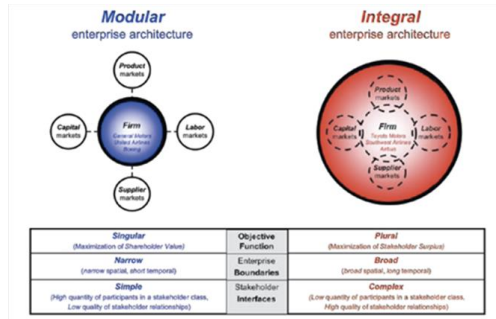 Modular
enterprise architecture
Integral
enterprise architecture
Product
markets
Capital
markets
Firm
General Motors
United Airlines
Boeing
Labor
markets
Supplier
markets
Product
markets
Capital
markets
Firm
Toyota Motors
Southwest Airlines
Airbus
Labor
markets
Supplier
markets
Singular
(Maximization of Shareholder Value)
Objective
Function
Plural
(Maximization of Stakeholder Surplus)
Narrow
(narrow spatial, short temporal)
Enterprise
Boundaries
Broad
(broad spatial, long temporal)
Simple
(High quantity of participants in a stakeholder class,
Low quality of stakeholder relationships)
Stakeholder
Interfaces
Complex
(Low quantity of participants in a stakeholder class,
High quality of stakeholder relationships)